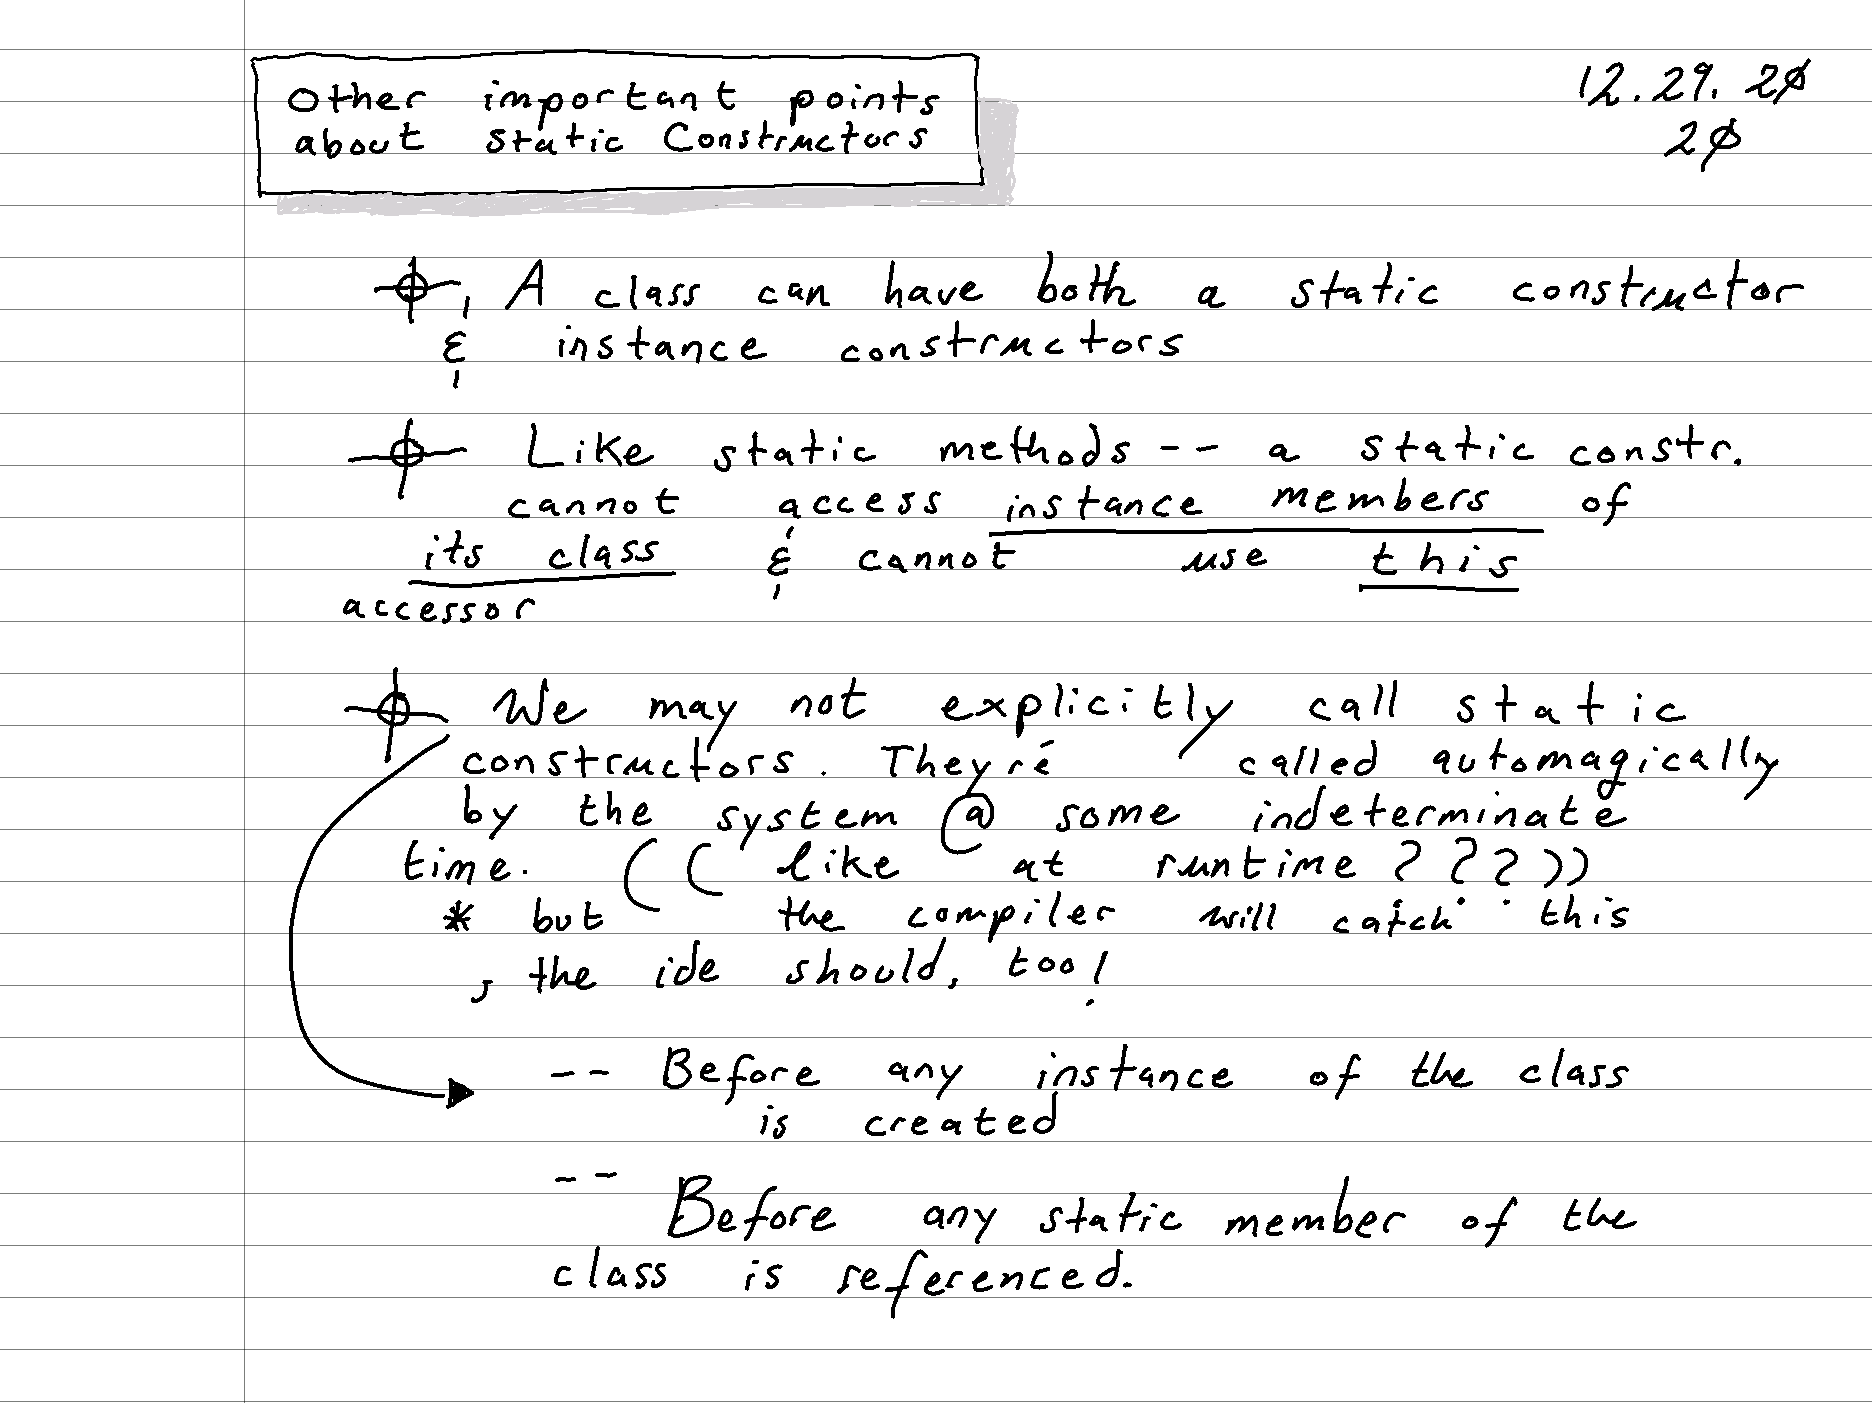 Other important points
about Static Constructors
12.29.20
20
A class can have both a static constructor
& instance constructors
Like static methods -- a static constr.
cannot access instance members of
its class & cannot use this
accessor
We may not explicitly call static
constructors. They're called automagically
by the system @ some indeterminate
time. (( like at runtime ? ? ? ))
* but the compiler will catch this
, the ide should, too!
-- Before any instance of the class
is created
--
Before any static member of the
class is referenced.